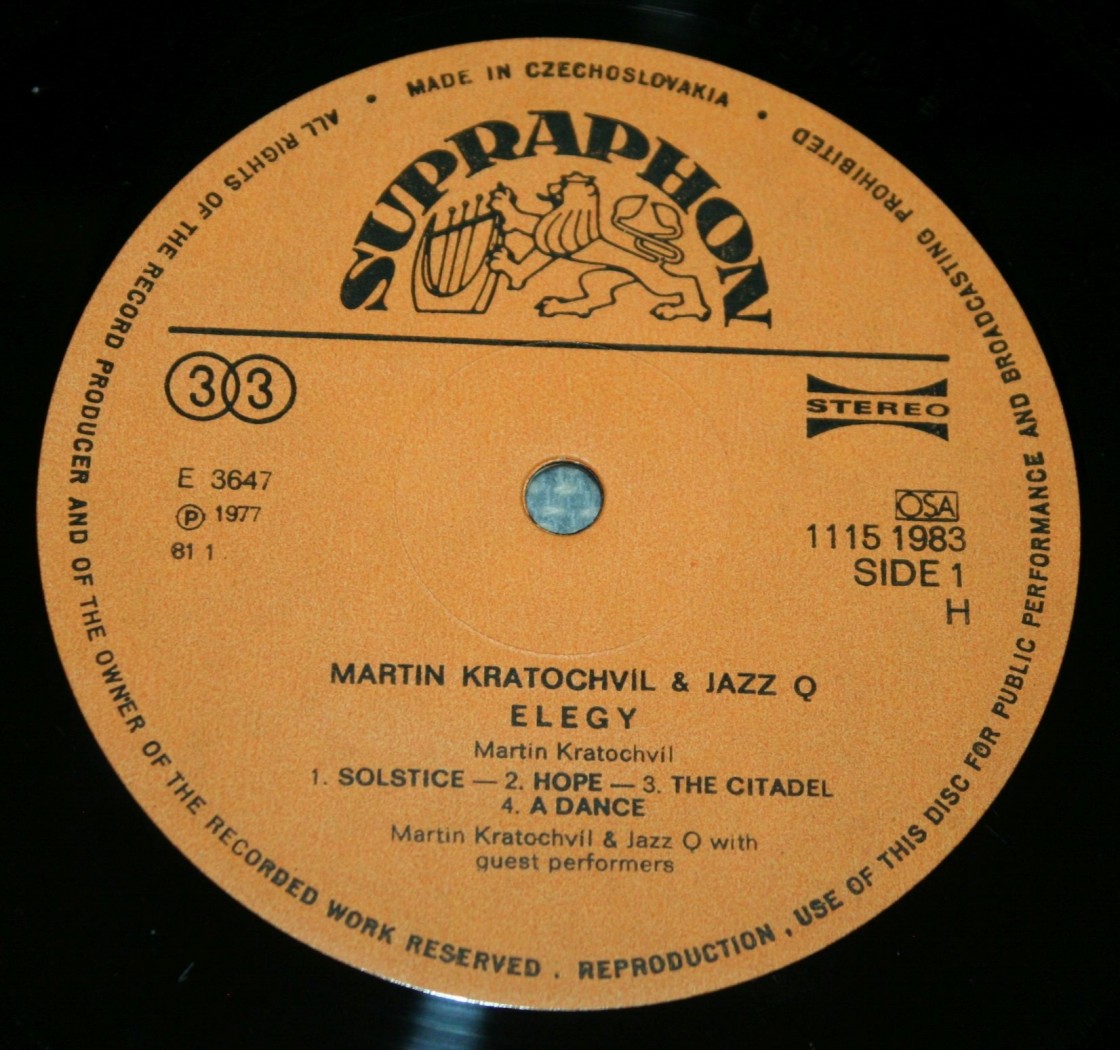 MADE IN CZECHOSLOVAKIA
ALL RIGHTS OF THE RECORD PRODUCER AND OF THE OWNER OF THE RECORDED WORK RESERVED . REPRODUCTION , USE OF THIS DISC FOR PUBLIC PERFORMANCE AND BROADCASTING PROHIBITED
SUPRAPHON
33
STEREO
E 3647
Ⓟ 1977
81 1
OSA
1115 1983
SIDE 1
H
MARTIN KRATOCHVÍL & JAZZ Q
ELEGY
Martin Kratochvíl
1. SOLSTICE — 2. HOPE — 3. THE CITADEL
4. A DANCE
Martin Kratochvíl & Jazz Q with
guest performers